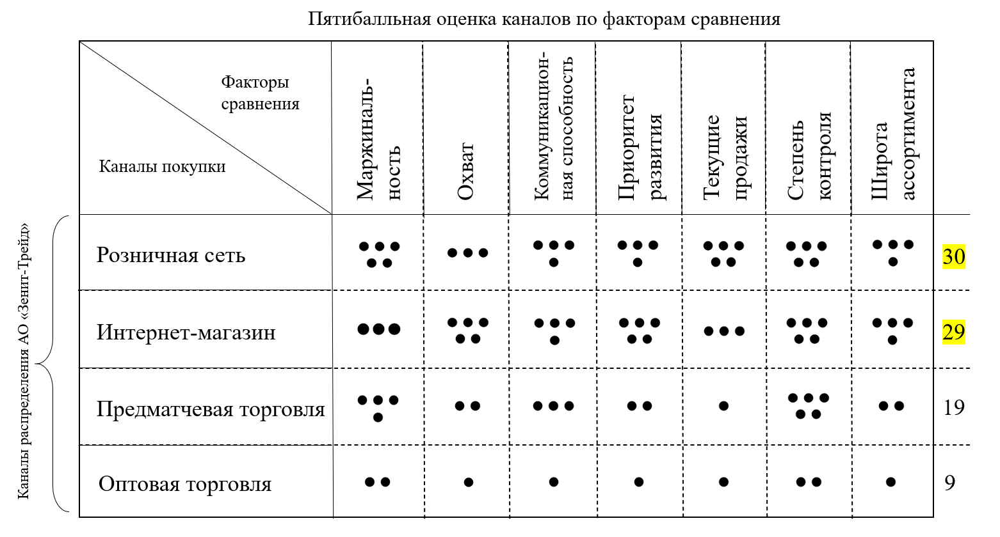 Пятибалльная оценка каналов по факторам сравнения
Факторы
сравнения
Каналы покупки
Маржиналь-
ность
Охват
Коммуникацион-
ная способность
Приоритет
развития
Текущие
продажи
Степень
контроля
Широта
ассортимента
Каналы распределения АО «Зенит-Трейд»
Розничная сеть
30
Интернет-магазин
29
Предматчевая торговля
19
Оптовая торговля
9